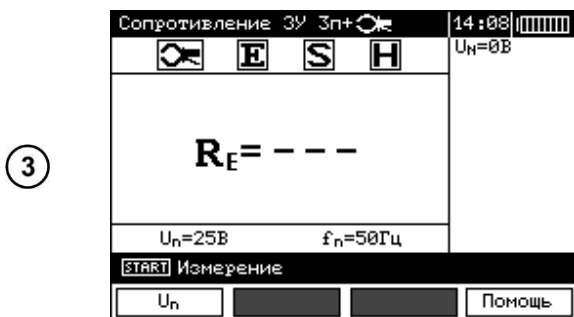 Сопротивление ЗУ 3п+ 14:08
E S H
U_N=0В
3
R_E= – – –
U_n=25В f_n=50Гц
START Измерение
U_n Помощь